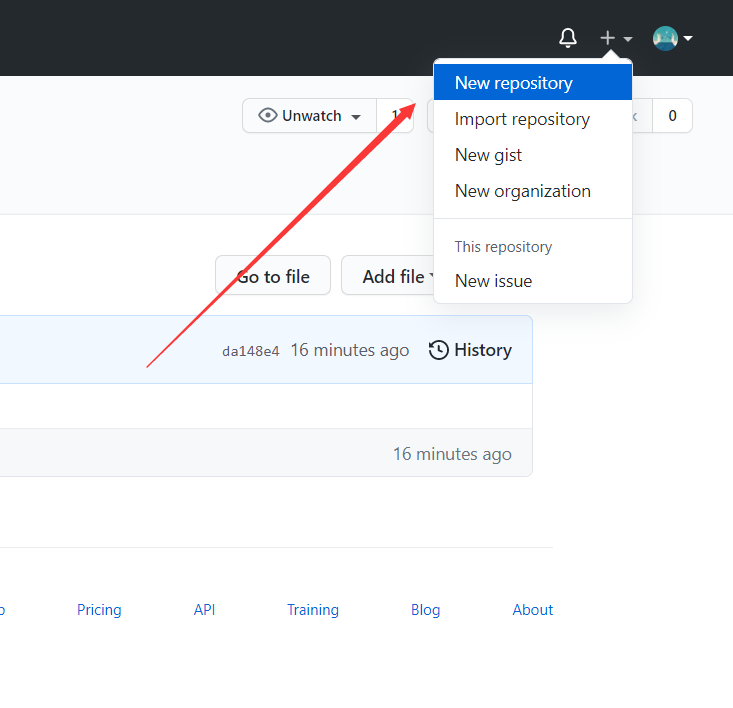 New repository
Unwatch 1
0
Import repository
New gist
New organization
This repository
New issue
Go to file
Add file
da148e4 16 minutes ago History
16 minutes ago
Pricing API Training Blog About